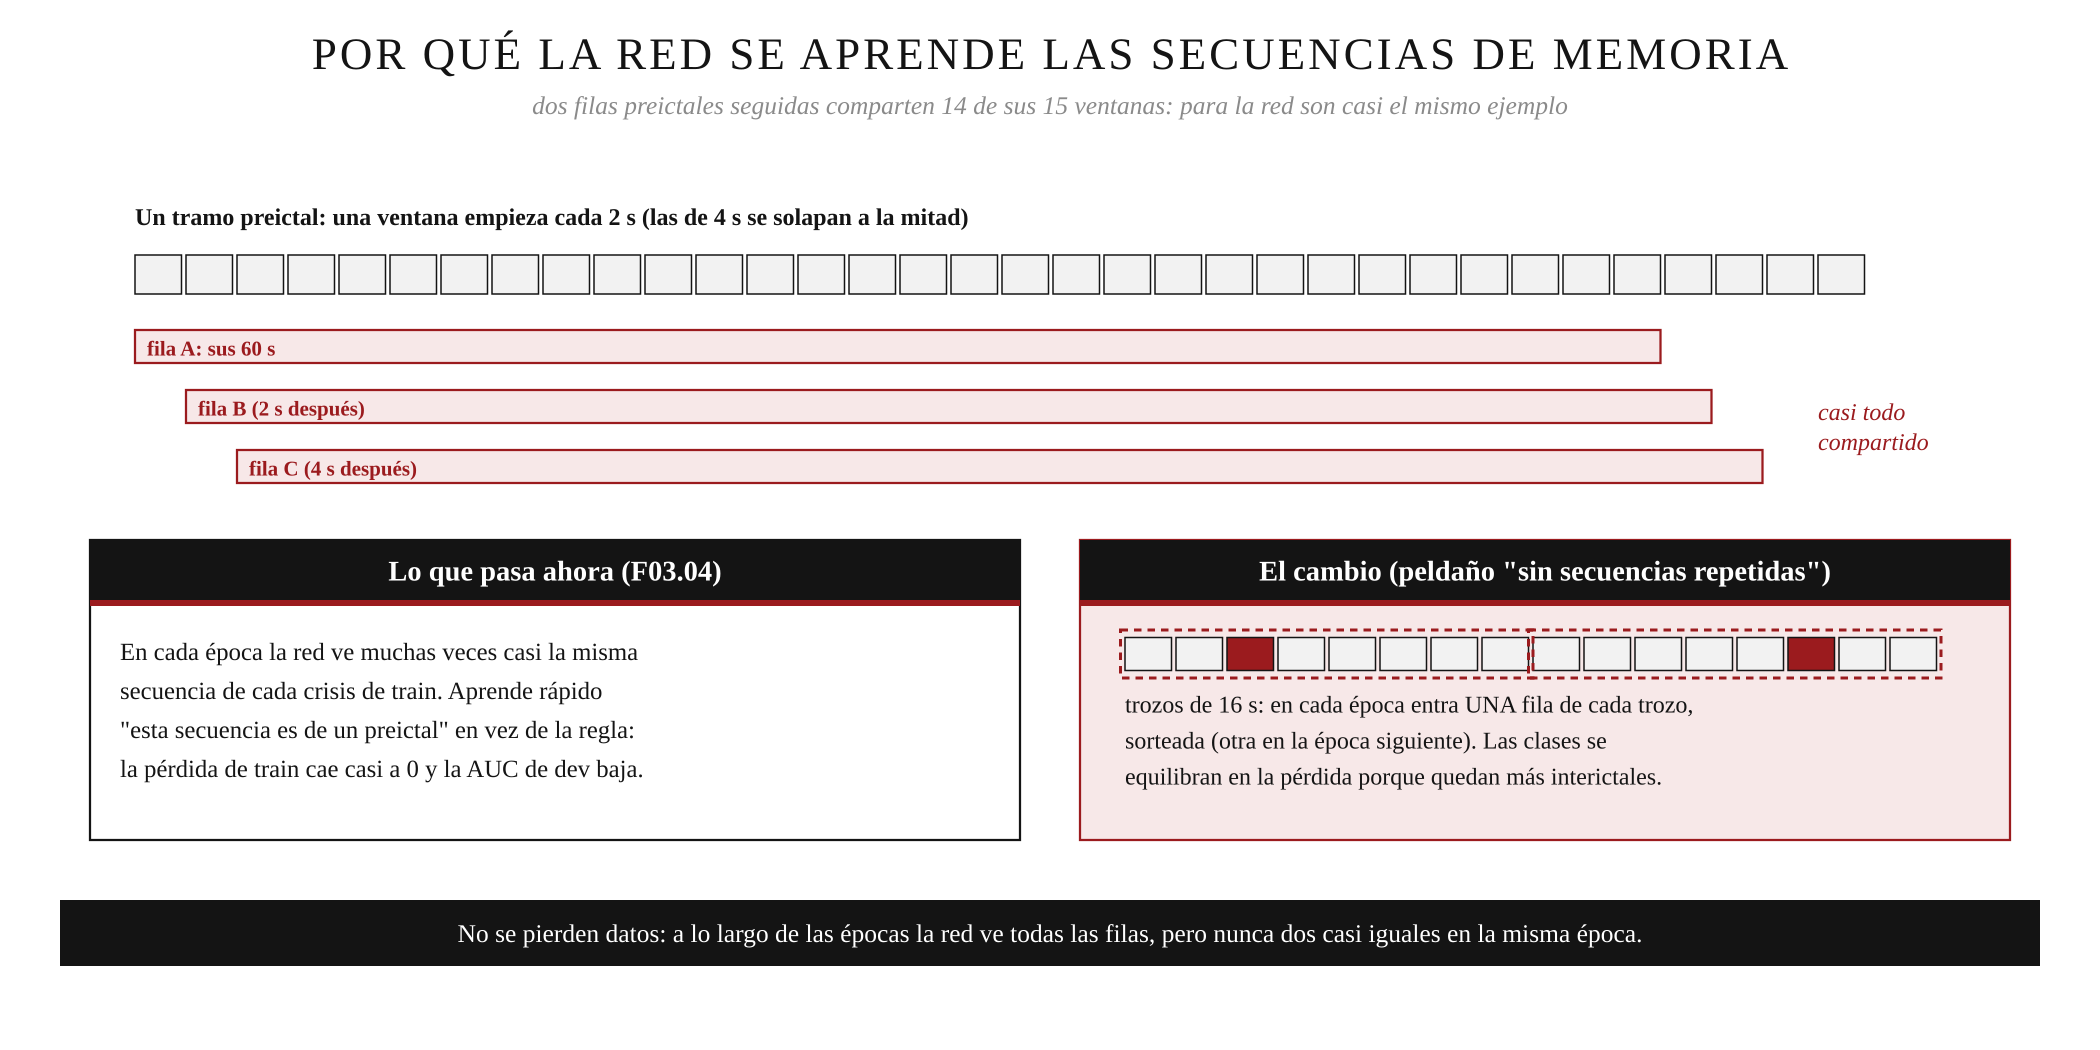 POR QUÉ LA RED SE APRENDE LAS SECUENCIAS DE MEMORIA
dos filas preictales seguidas comparten 14 de sus 15 ventanas: para la red son casi el mismo ejemplo
Un tramo preictal: una ventana empieza cada 2 s (las de 4 s se solapan a la mitad)
fila A: sus 60 s
fila B (2 s después)
fila C (4 s después)
casi todo
compartido
Lo que pasa ahora (F03.04)
En cada época la red ve muchas veces casi la misma
secuencia de cada crisis de train. Aprende rápido
"esta secuencia es de un preictal" en vez de la regla:
la pérdida de train cae casi a 0 y la AUC de dev baja.
El cambio (peldaño "sin secuencias repetidas")
trozos de 16 s: en cada época entra UNA fila de cada trozo,
sorteada (otra en la época siguiente). Las clases se
equilibran en la pérdida porque quedan más interictales.
No se pierden datos: a lo largo de las épocas la red ve todas las filas, pero nunca dos casi iguales en la misma época.